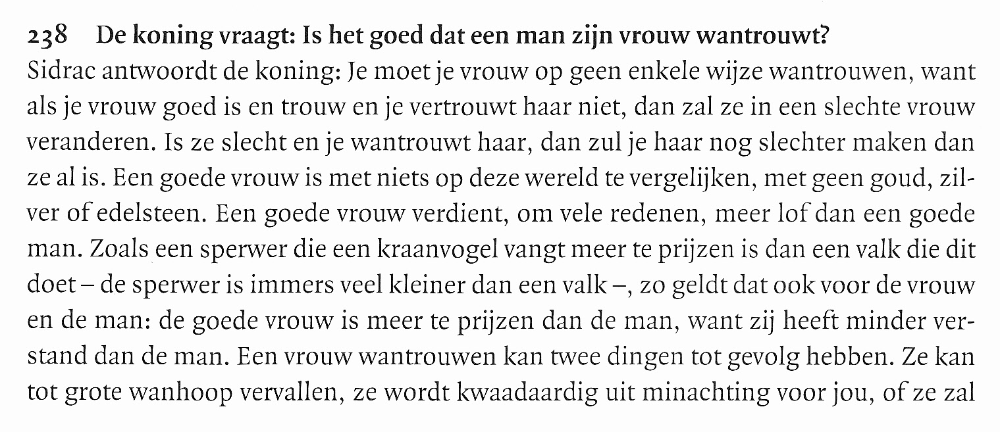 238 De koning vraagt: Is het goed dat een man zijn vrouw wantrouwt?
Sidrac antwoordt de koning: Je moet je vrouw op geen enkele wijze wantrouwen, want
als je vrouw goed is en trouw en je vertrouwt haar niet, dan zal ze in een slechte vrouw
veranderen. Is ze slecht en je wantrouwt haar, dan zul je haar nog slechter maken dan
ze al is. Een goede vrouw is met niets op deze wereld te vergelijken, met geen goud, zil-
ver of edelsteen. Een goede vrouw verdient, om vele redenen, meer lof dan een goede
man. Zoals een sperwer die een kraanvogel vangt meer te prijzen is dan een valk die dit
doet – de sperwer is immers veel kleiner dan een valk –, zo geldt dat ook voor de vrouw
en de man: de goede vrouw is meer te prijzen dan de man, want zij heeft minder ver-
stand dan de man. Een vrouw wantrouwen kan twee dingen tot gevolg hebben. Ze kan
tot grote wanhoop vervallen, ze wordt kwaadaardig uit minachting voor jou, of ze zal